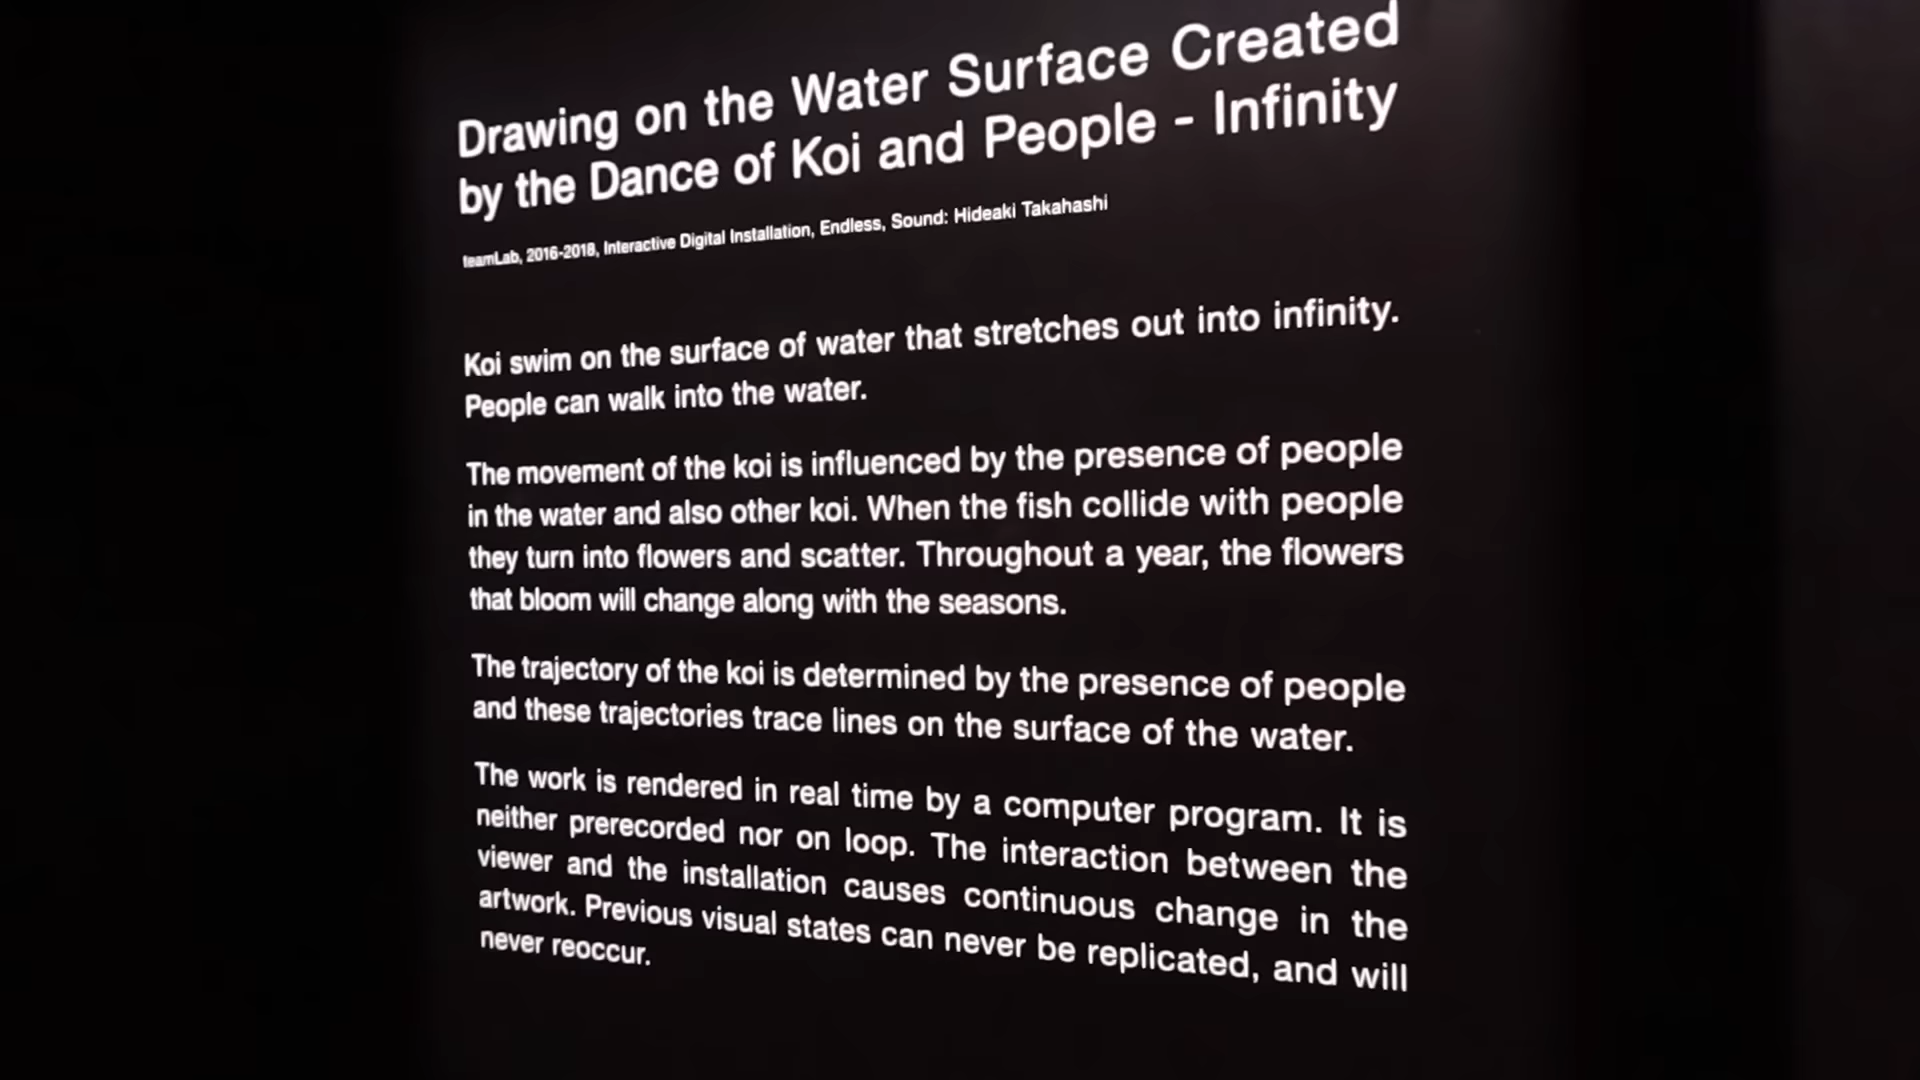 Drawing on the Water Surface Created
by the Dance of Koi and People - Infinity
teamLab, 2016-2018, Interactive Digital Installation, Endless, Sound: Hideaki Takahashi
Koi swim on the surface of water that stretches out into infinity.
People can walk into the water.
The movement of the koi is influenced by the presence of people
in the water and also other koi. When the fish collide with people
they turn into flowers and scatter. Throughout a year, the flowers
that bloom will change along with the seasons.
The trajectory of the koi is determined by the presence of people
and these trajectories trace lines on the surface of the water.
The work is rendered in real time by a computer program. It is
neither prerecorded nor on loop. The interaction between the
viewer and the installation causes continuous change in the
artwork. Previous visual states can never be replicated, and will
never reoccur.